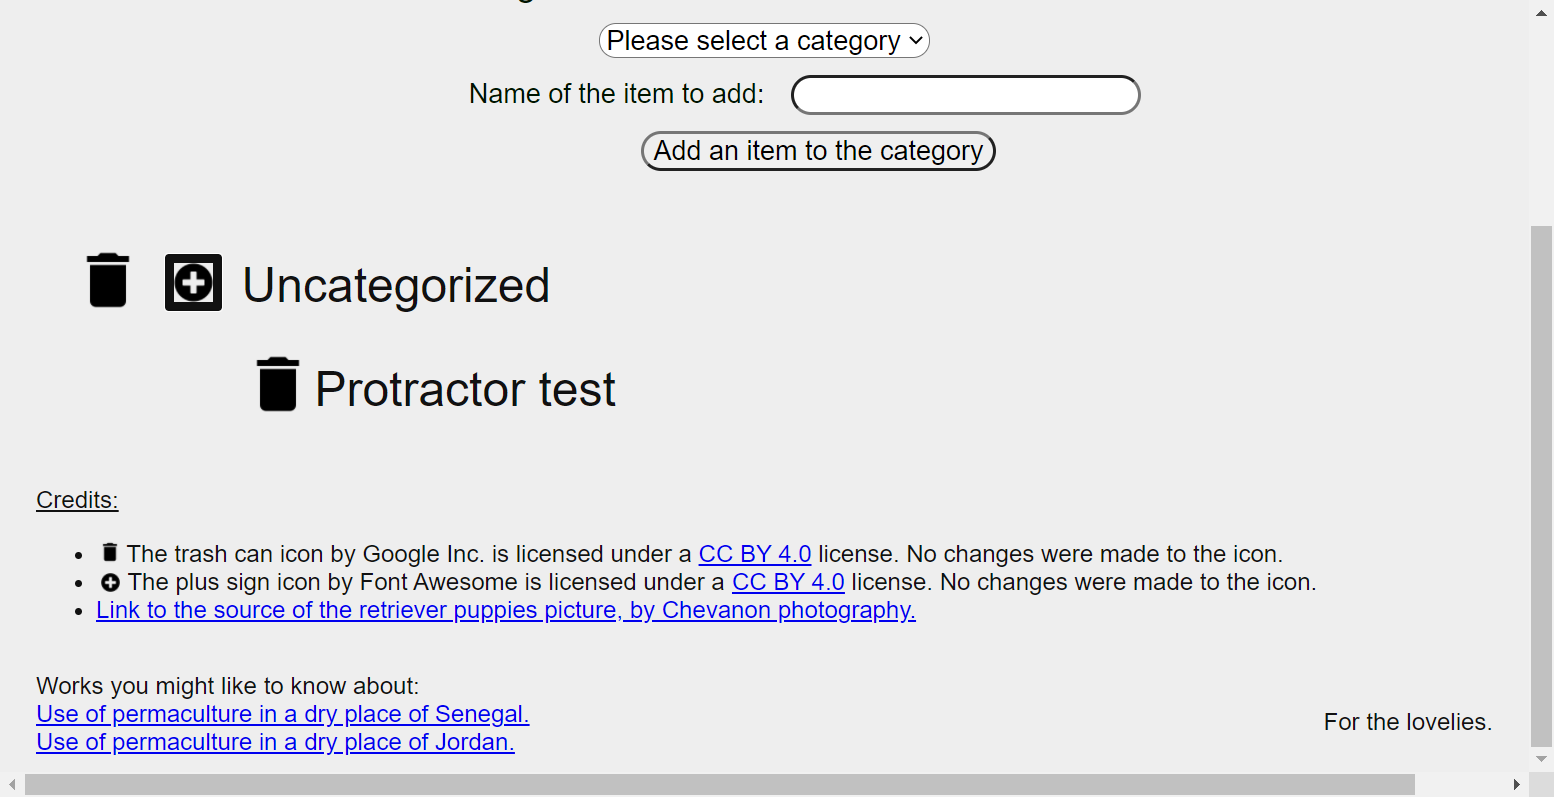 Please select a category
Name of the item to add:
Add an item to the category
Uncategorized
Protractor test
Credits:
The trash can icon by Google Inc. is licensed under a CC BY 4.0 license. No changes were made to the icon.
The plus sign icon by Font Awesome is licensed under a CC BY 4.0 license. No changes were made to the icon.
Link to the source of the retriever puppies picture, by Chevanon photography.
Works you might like to know about:
Use of permaculture in a dry place of Senegal.
For the lovelies.
Use of permaculture in a dry place of Jordan.